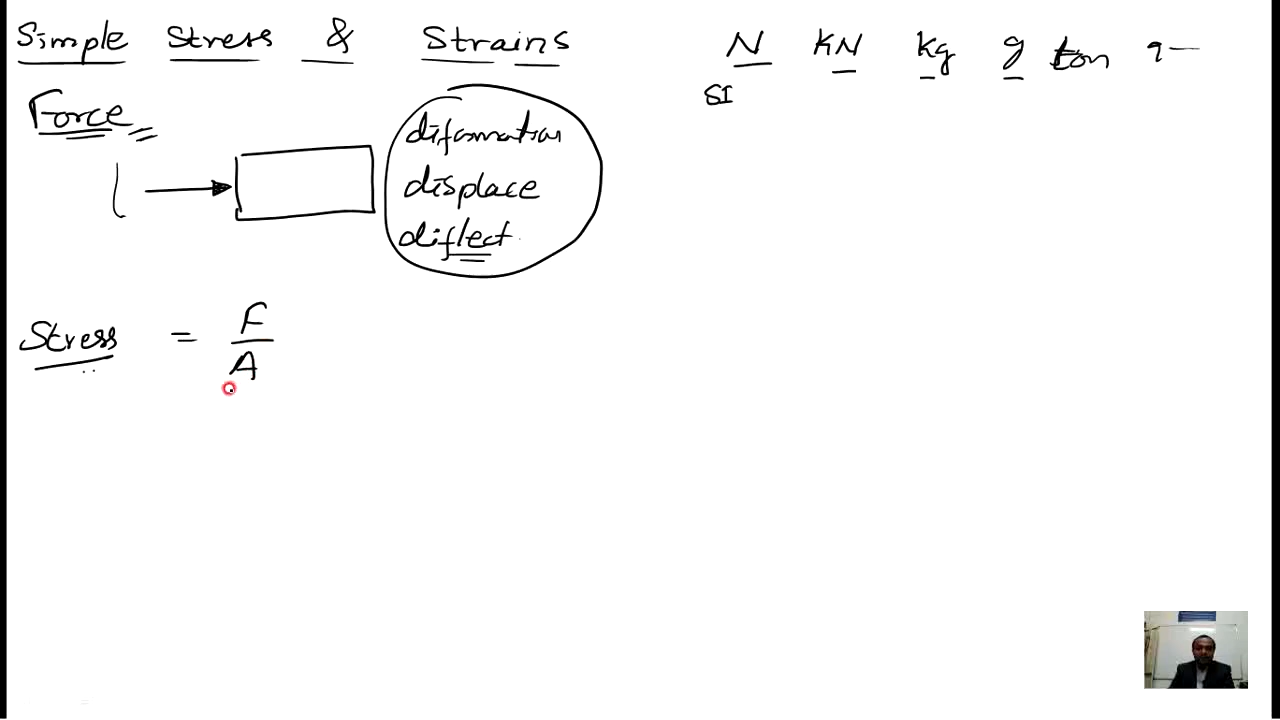 Simple Stress & Strains
N KN kg g ton
SI
Force
diformation
displace
diflect
Stress = F
A